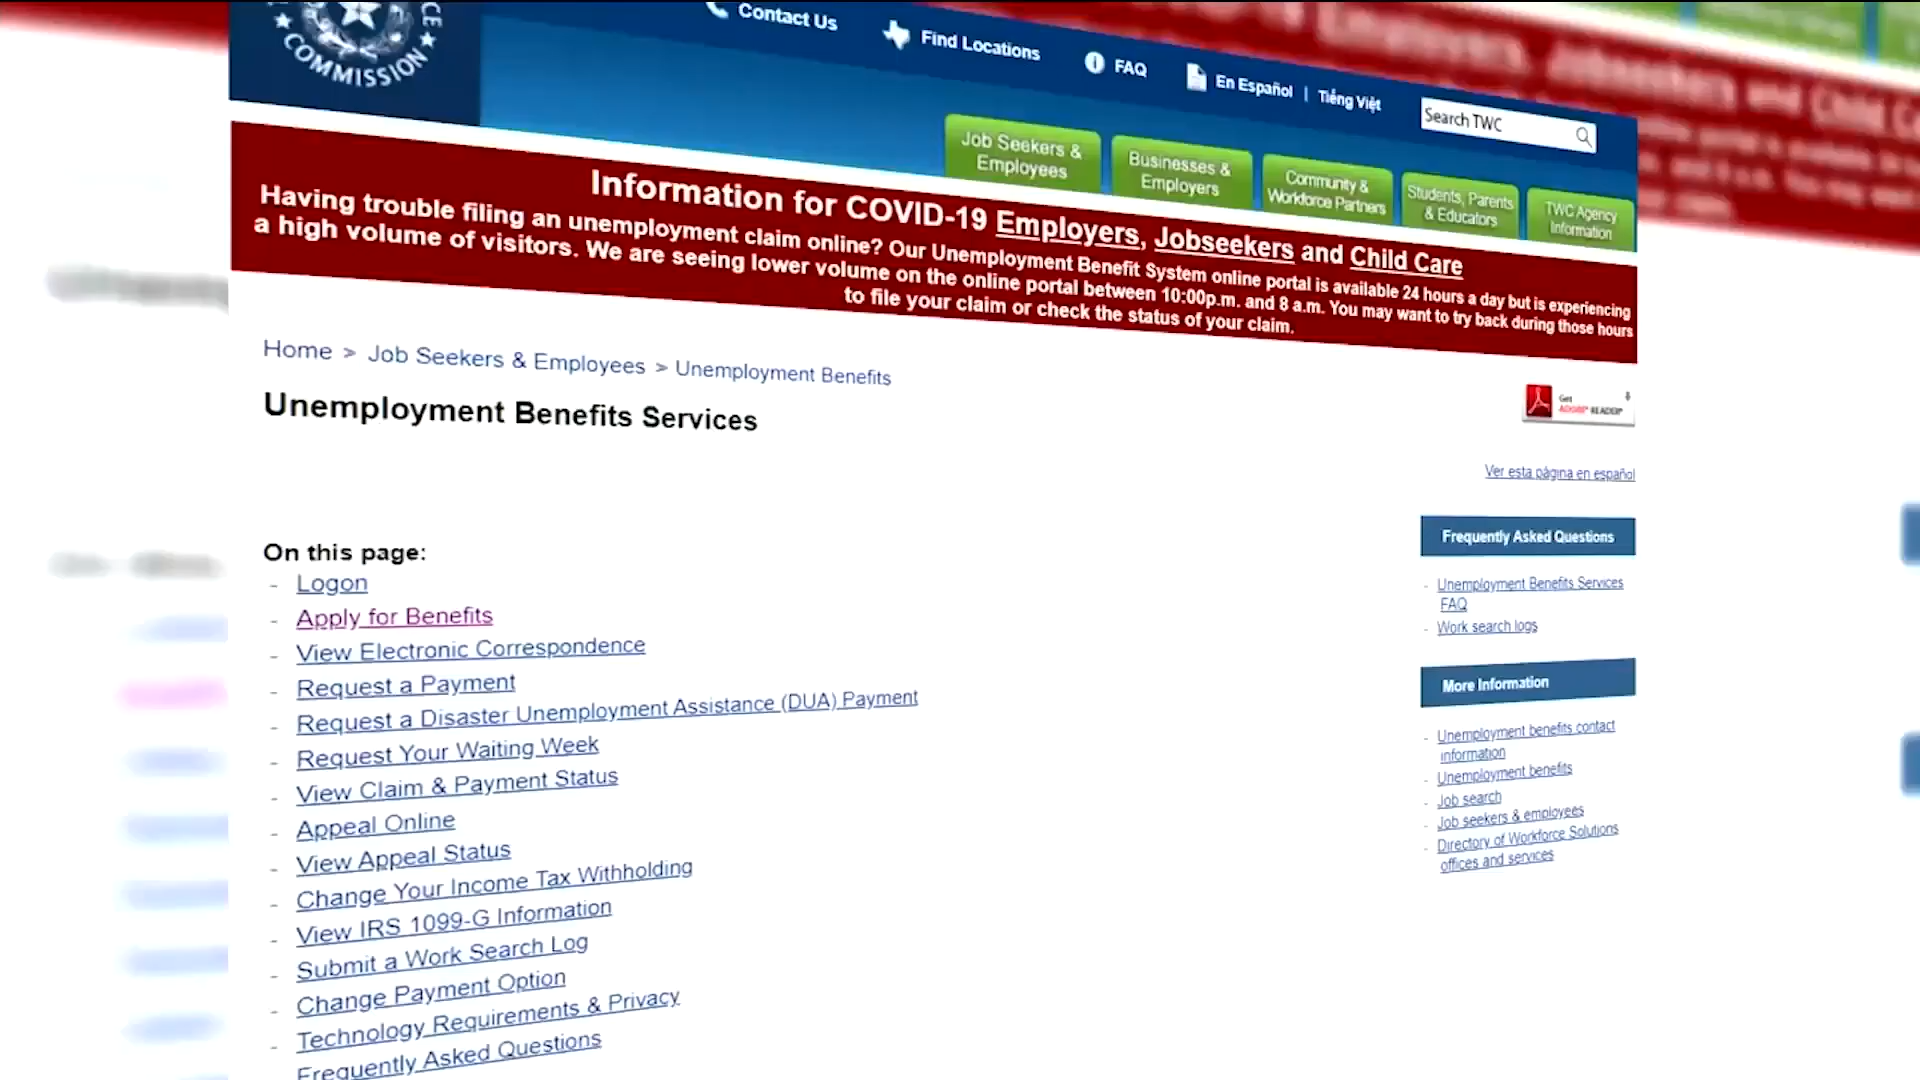 COMMISSION
Contact Us
Find Locations
FAQ
En Español | Tiếng Việt
Search TWC
Job Seekers &
Employees
Businesses &
Employers
Community &
Workforce Partners
Students, Parents
& Educators
TWC Agency
Information
Information for COVID-19 Employers, Jobseekers and Child Care
Having trouble filing an unemployment claim online? Our Unemployment Benefit System online portal is available 24 hours a day but is experiencing
a high volume of visitors. We are seeing lower volume on the online portal between 10:00p.m. and 8 a.m. You may want to try back during those hours
to file your claim or check the status of your claim.
Home > Job Seekers & Employees > Unemployment Benefits
Unemployment Benefits Services
Get
ADOBE® READER®
Ver esta página en español
On this page:
- Logon
- Apply for Benefits
- View Electronic Correspondence
- Request a Payment
- Request a Disaster Unemployment Assistance (DUA) Payment
- Request Your Waiting Week
- View Claim & Payment Status
- Appeal Online
- View Appeal Status
- Change Your Income Tax Withholding
- View IRS 1099-G Information
- Submit a Work Search Log
- Change Payment Option
- Technology Requirements & Privacy
- Frequently Asked Questions
Frequently Asked Questions
- Unemployment Benefits Services
FAQ
- Work search logs
More Information
- Unemployment benefits contact
information
- Unemployment benefits
- Job search
- Job seekers & employees
- Directory of Workforce Solutions
offices and services